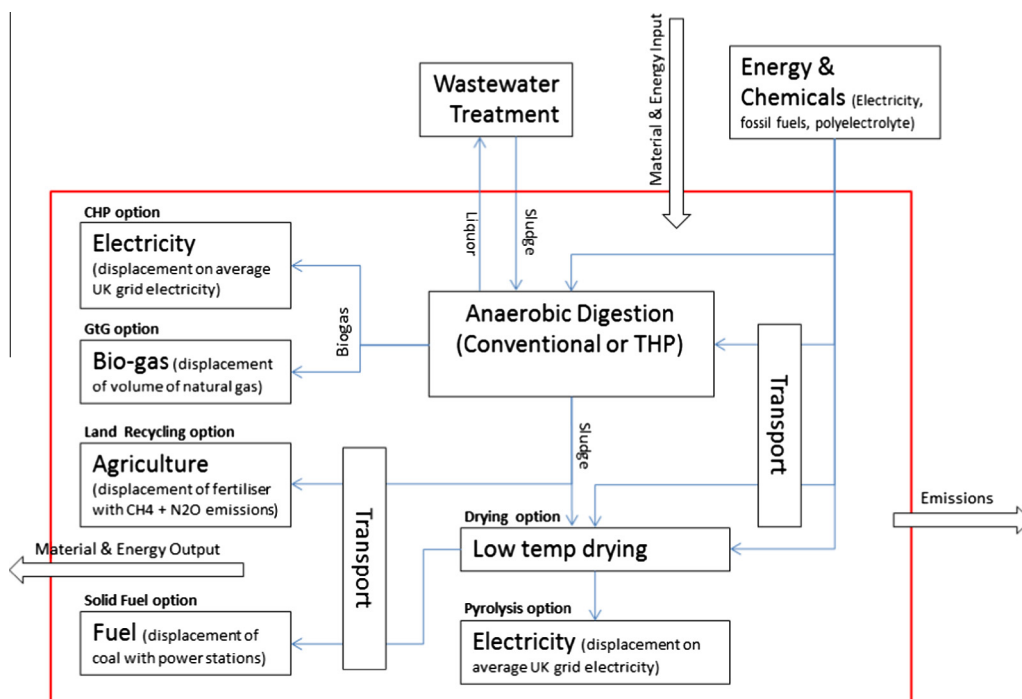 Wastewater
Treatment
Material & Energy Input
Energy &
Chemicals (Electricity,
fossil fuels, polyelectrolyte)
CHP option
Electricity
(displacement on average
UK grid electricity)
Liquor
Sludge
GtG option
Bio-gas (displacement
of volume of natural gas)
Biogas
Anaerobic Digestion
(Conventional or THP)
Transport
Land Recycling option
Agriculture
(displacement of fertiliser
with CH4 + N2O emissions)
Sludge
Transport
Emissions
Drying option
Low temp drying
Material & Energy Output
Solid Fuel option
Fuel (displacement of
coal with power stations)
Pyrolysis option
Electricity (displacement on
average UK grid electricity)